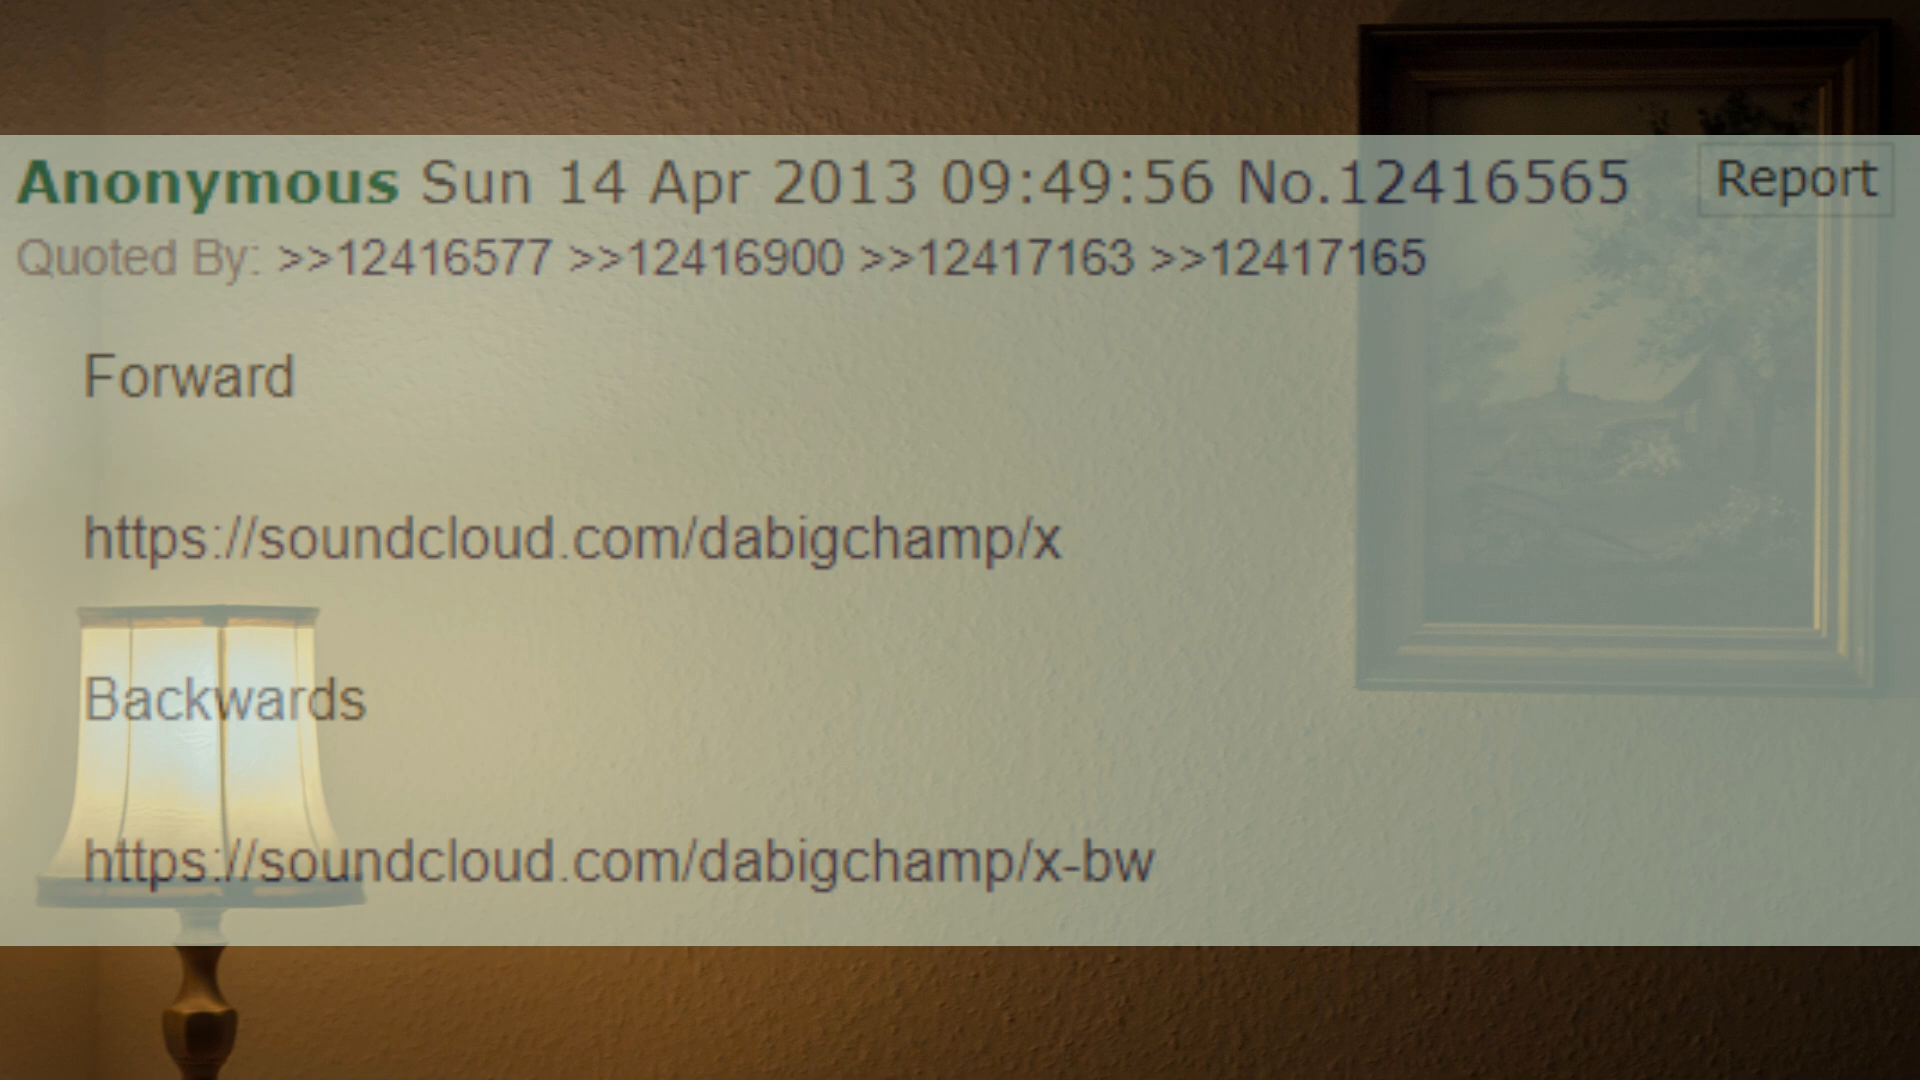 Anonymous Sun 14 Apr 2013 09:49:56 No.12416565 Report
Quoted By: >>12416577 >>12416900 >>12417163 >>12417165
Forward
https://soundcloud.com/dabigchamp/x
Backwards
https://soundcloud.com/dabigchamp/x-bw